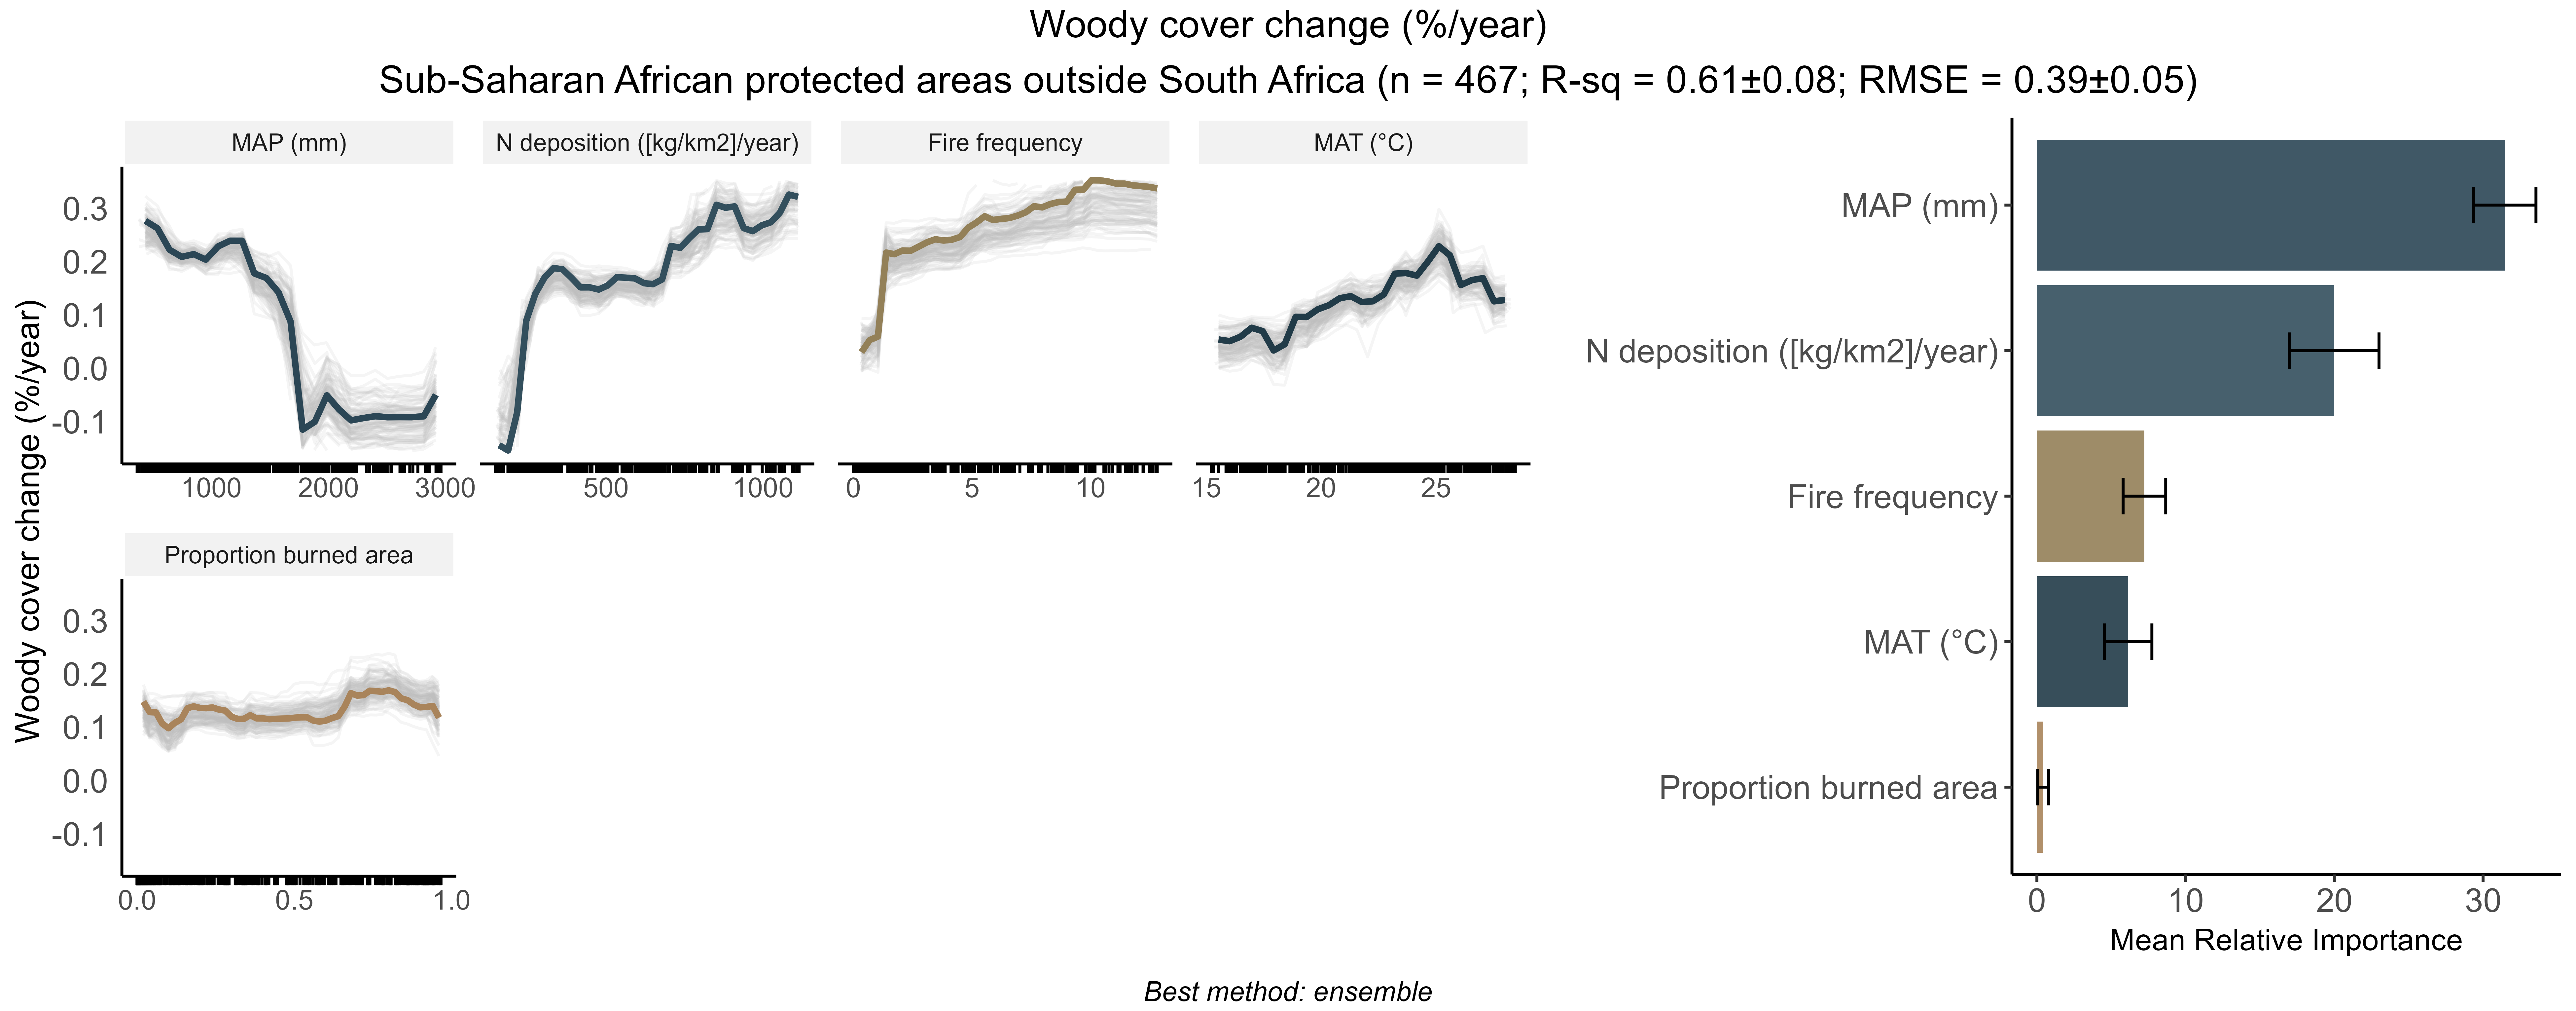 Woody cover change (%/year)
Sub-Saharan African protected areas outside South Africa (n = 467; R-sq = 0.61±0.08; RMSE = 0.39±0.05)
Woody cover change (%/year)
MAP (mm)
0.3
0.2
0.1
0.0
-0.1
1000 2000 3000
N deposition ([kg/km2]/year)
500 1000
Fire frequency
0 5 10
MAT (°C)
15 20 25
Proportion burned area
0.3
0.2
0.1
0.0
-0.1
0.0 0.5 1.0
MAP (mm)
N deposition ([kg/km2]/year)
Fire frequency
MAT (°C)
Proportion burned area
0 10 20 30
Mean Relative Importance
Best method: ensemble